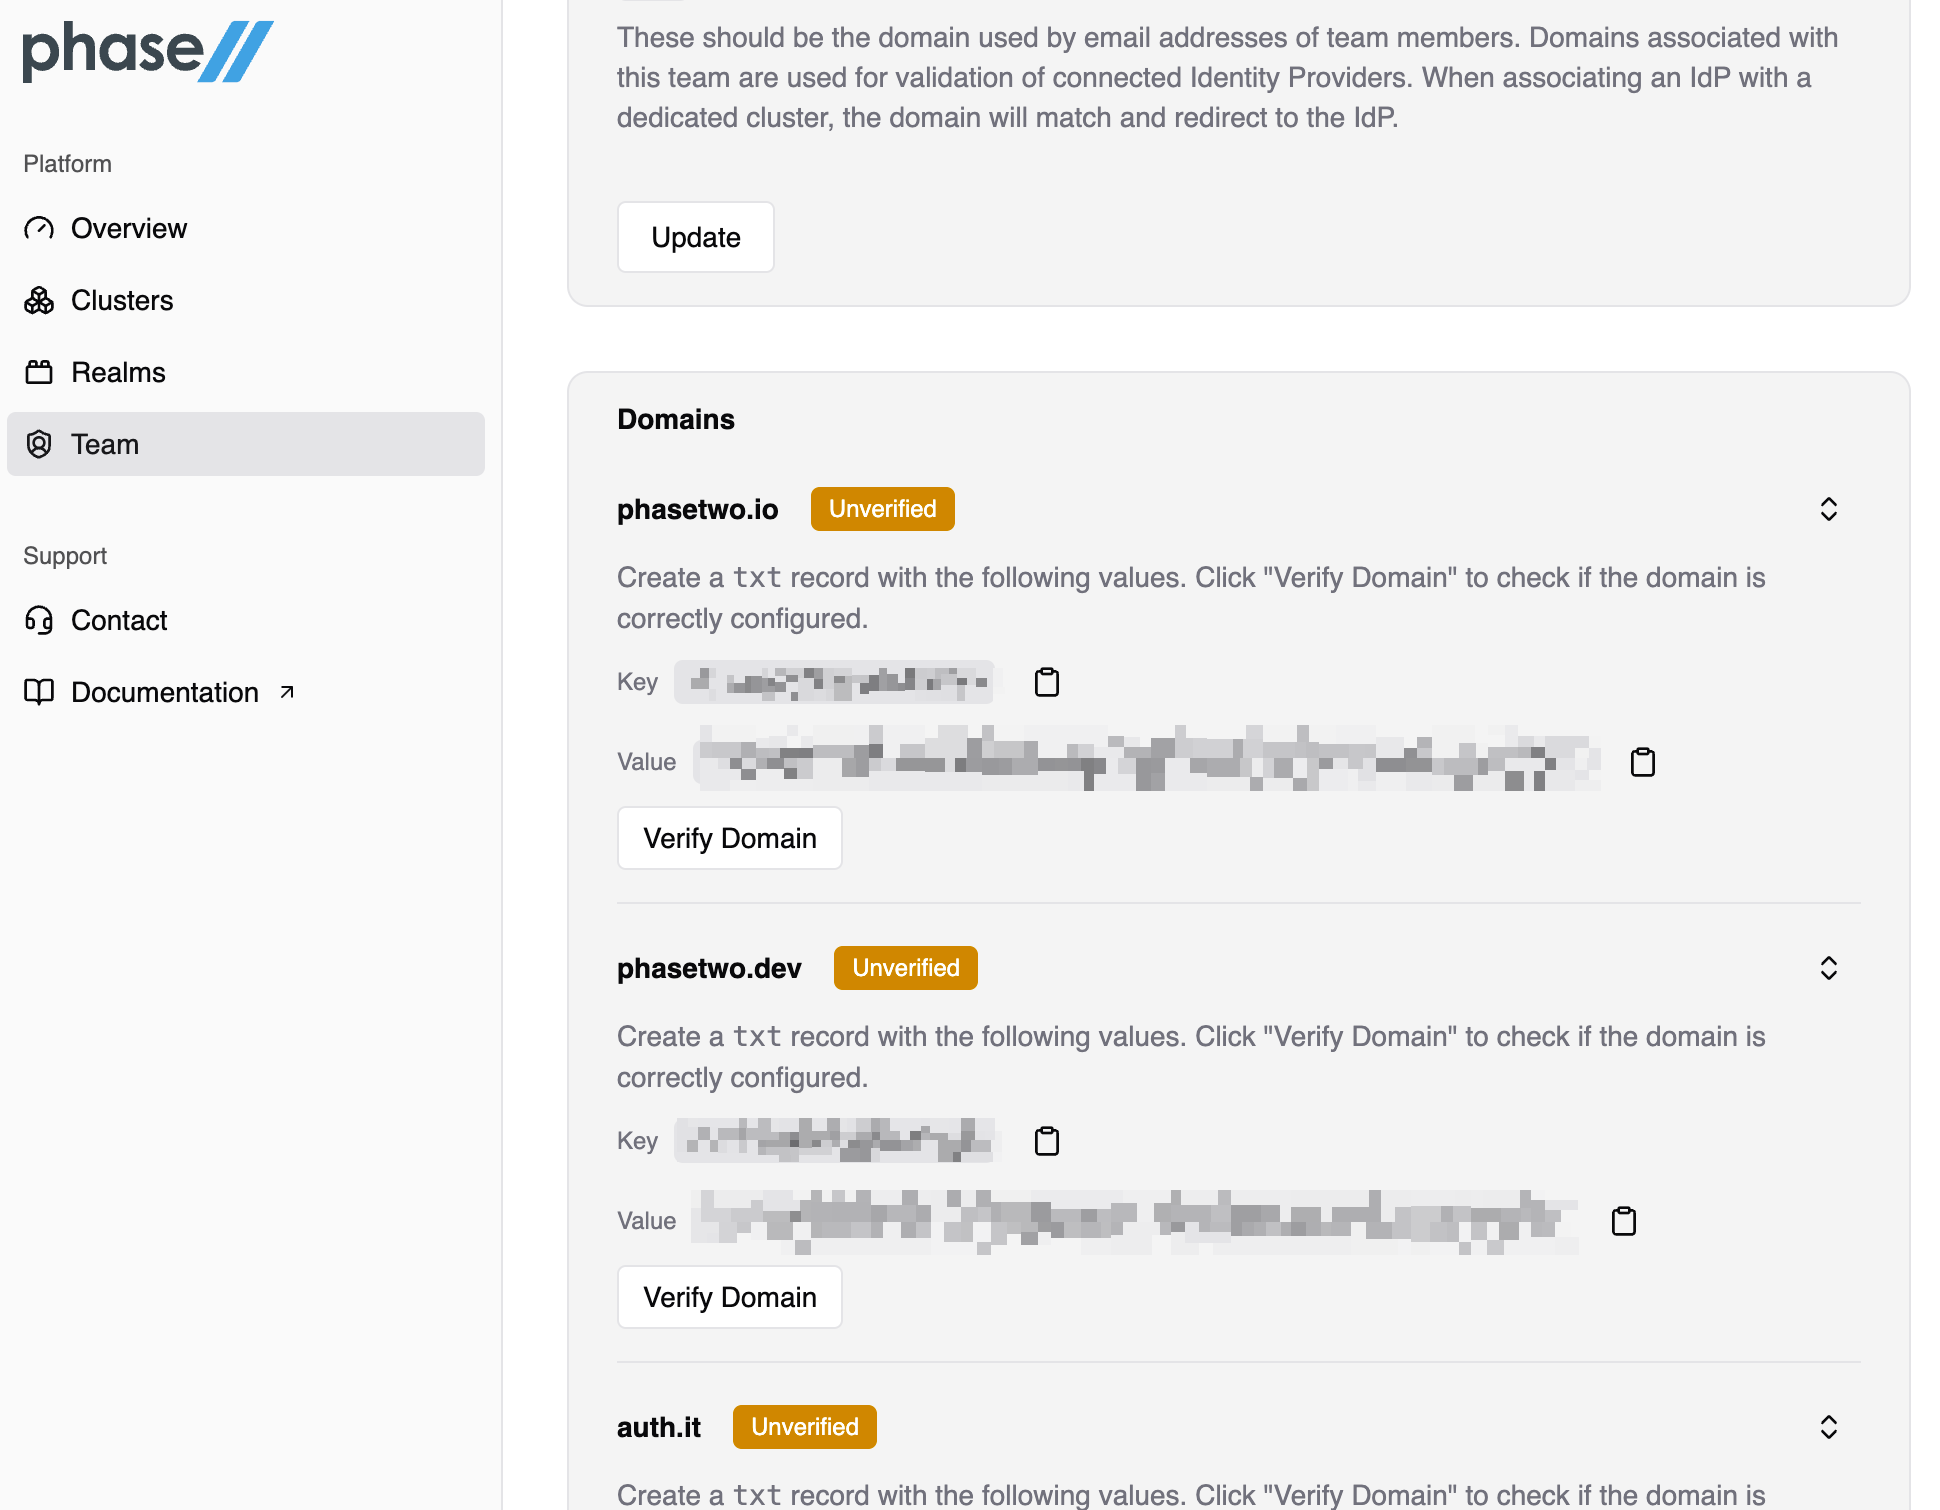 phase
Platform
Overview
Clusters
Realms
Team
Support
Contact
Documentation
These should be the domain used by email addresses of team members. Domains associated with
this team are used for validation of connected Identity Providers. When associating an IdP with a
dedicated cluster, the domain will match and redirect to the IdP.
Update
Domains
phasetwo.io Unverified
Create a txt record with the following values. Click "Verify Domain" to check if the domain is
correctly configured.
Key
Value
Verify Domain
phasetwo.dev Unverified
Create a txt record with the following values. Click "Verify Domain" to check if the domain is
correctly configured.
Key
Value
Verify Domain
auth.it Unverified
Create a txt record with the following values. Click "Verify Domain" to check if the domain is